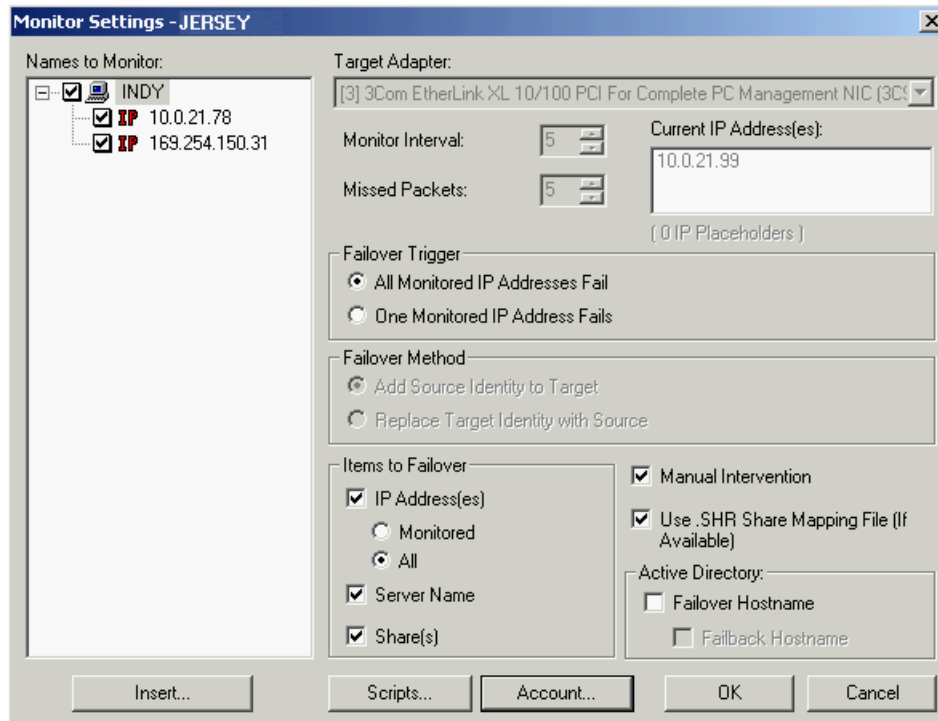 Monitor Settings - JERSEY
Names to Monitor:
INDY
IP 10.0.21.78
IP 169.254.150.31
Insert...
Target Adapter:
[3] 3Com EtherLink XL 10/100 PCI For Complete PC Management NIC (3C9
Monitor Interval:
5
Missed Packets:
5
Current IP Address(es):
10.0.21.99
( 0 IP Placeholders )
Failover Trigger
All Monitored IP Addresses Fail
One Monitored IP Address Fails
Failover Method
Add Source Identity to Target
Replace Target Identity with Source
Items to Failover
IP Address(es)
Monitored
All
Server Name
Share(s)
Manual Intervention
Use .SHR Share Mapping File (If
Available)
Active Directory:
Failover Hostname
Failback Hostname
Scripts...
Account...
OK
Cancel